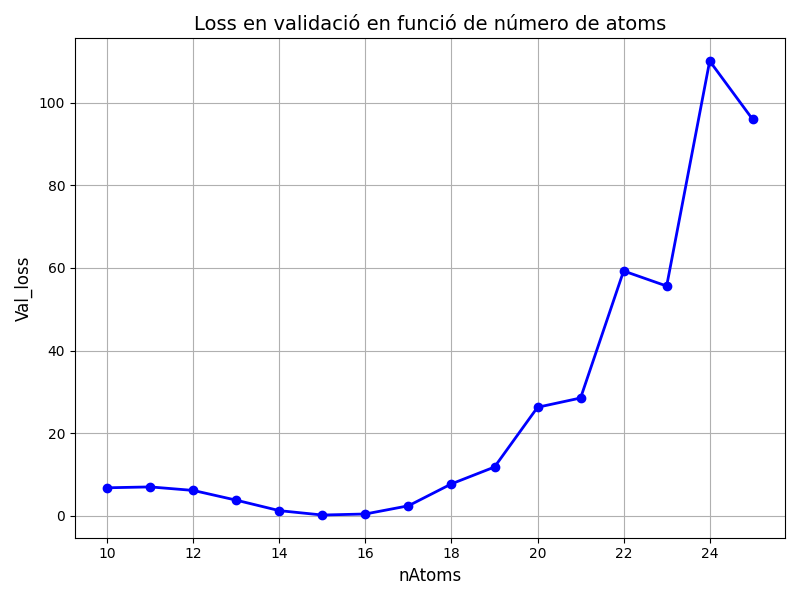 Loss en validació en funció de número de atoms
Val_loss
100
80
60
40
20
0
10 12 14 16 18 20 22 24
nAtoms